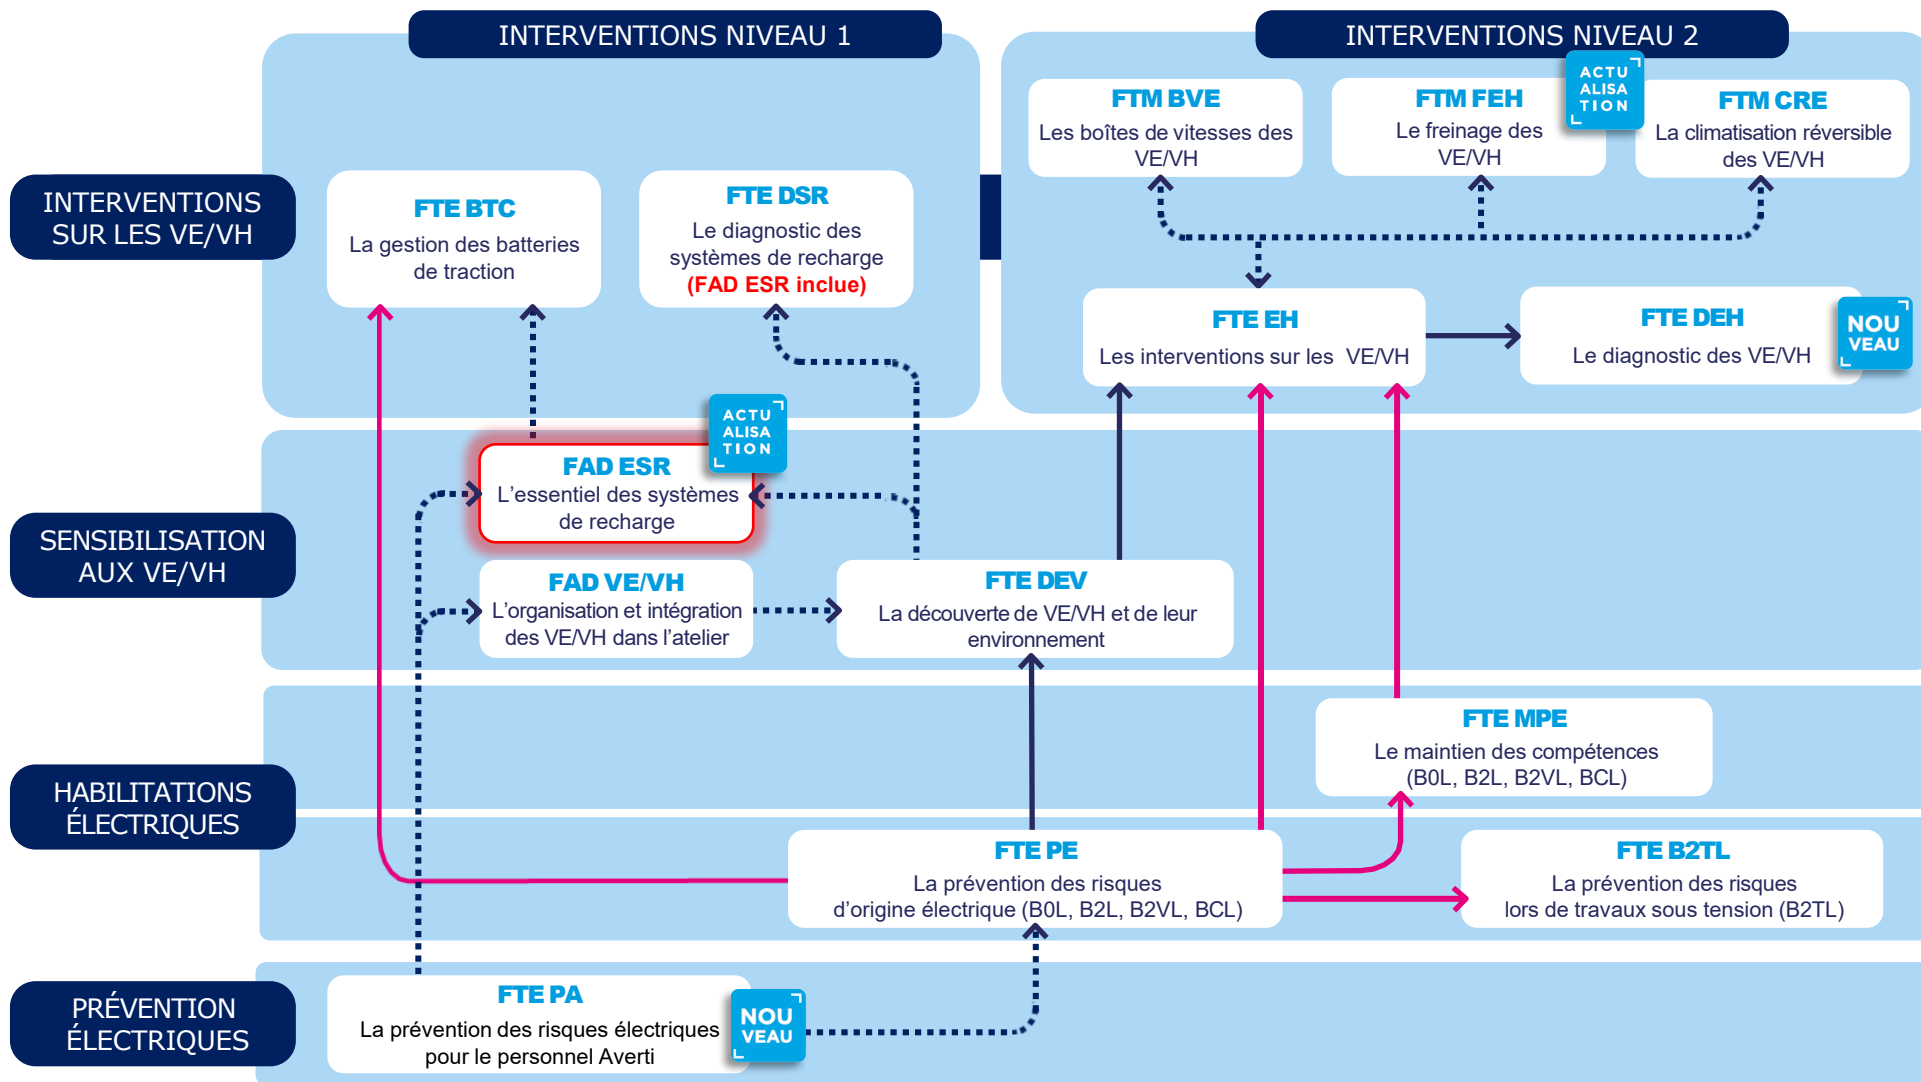 INTERVENTIONS NIVEAU 1
INTERVENTIONS NIVEAU 2
INTERVENTIONS
SUR LES VE/VH
FTE BTC
La gestion des batteries
de traction
FTE DSR
Le diagnostic des
systèmes de recharge
(FAD ESR inclue)
FTM BVE
Les boîtes de vitesses des
VE/VH
FTM FEH
Le freinage des
VE/VH
ACTU
ALISA
TION
FTM CRE
La climatisation réversible
des VE/VH
FTE EH
Les interventions sur les VE/VH
FTE DEH
Le diagnostic des VE/VH
NOU
VEAU
SENSIBILISATION
AUX VE/VH
FAD ESR
L’essentiel des systèmes
de recharge
ACTU
ALISA
TION
FAD VE/VH
L’organisation et intégration
des VE/VH dans l’atelier
FTE DEV
La découverte de VE/VH et de leur
environnement
HABILITATIONS
ÉLECTRIQUES
FTE MPE
Le maintien des compétences
(B0L, B2L, B2VL, BCL)
FTE PE
La prévention des risques
d’origine électrique (B0L, B2L, B2VL, BCL)
FTE B2TL
La prévention des risques
lors de travaux sous tension (B2TL)
PRÉVENTION
ÉLECTRIQUES
FTE PA
La prévention des risques électriques
pour le personnel Averti
NOU
VEAU